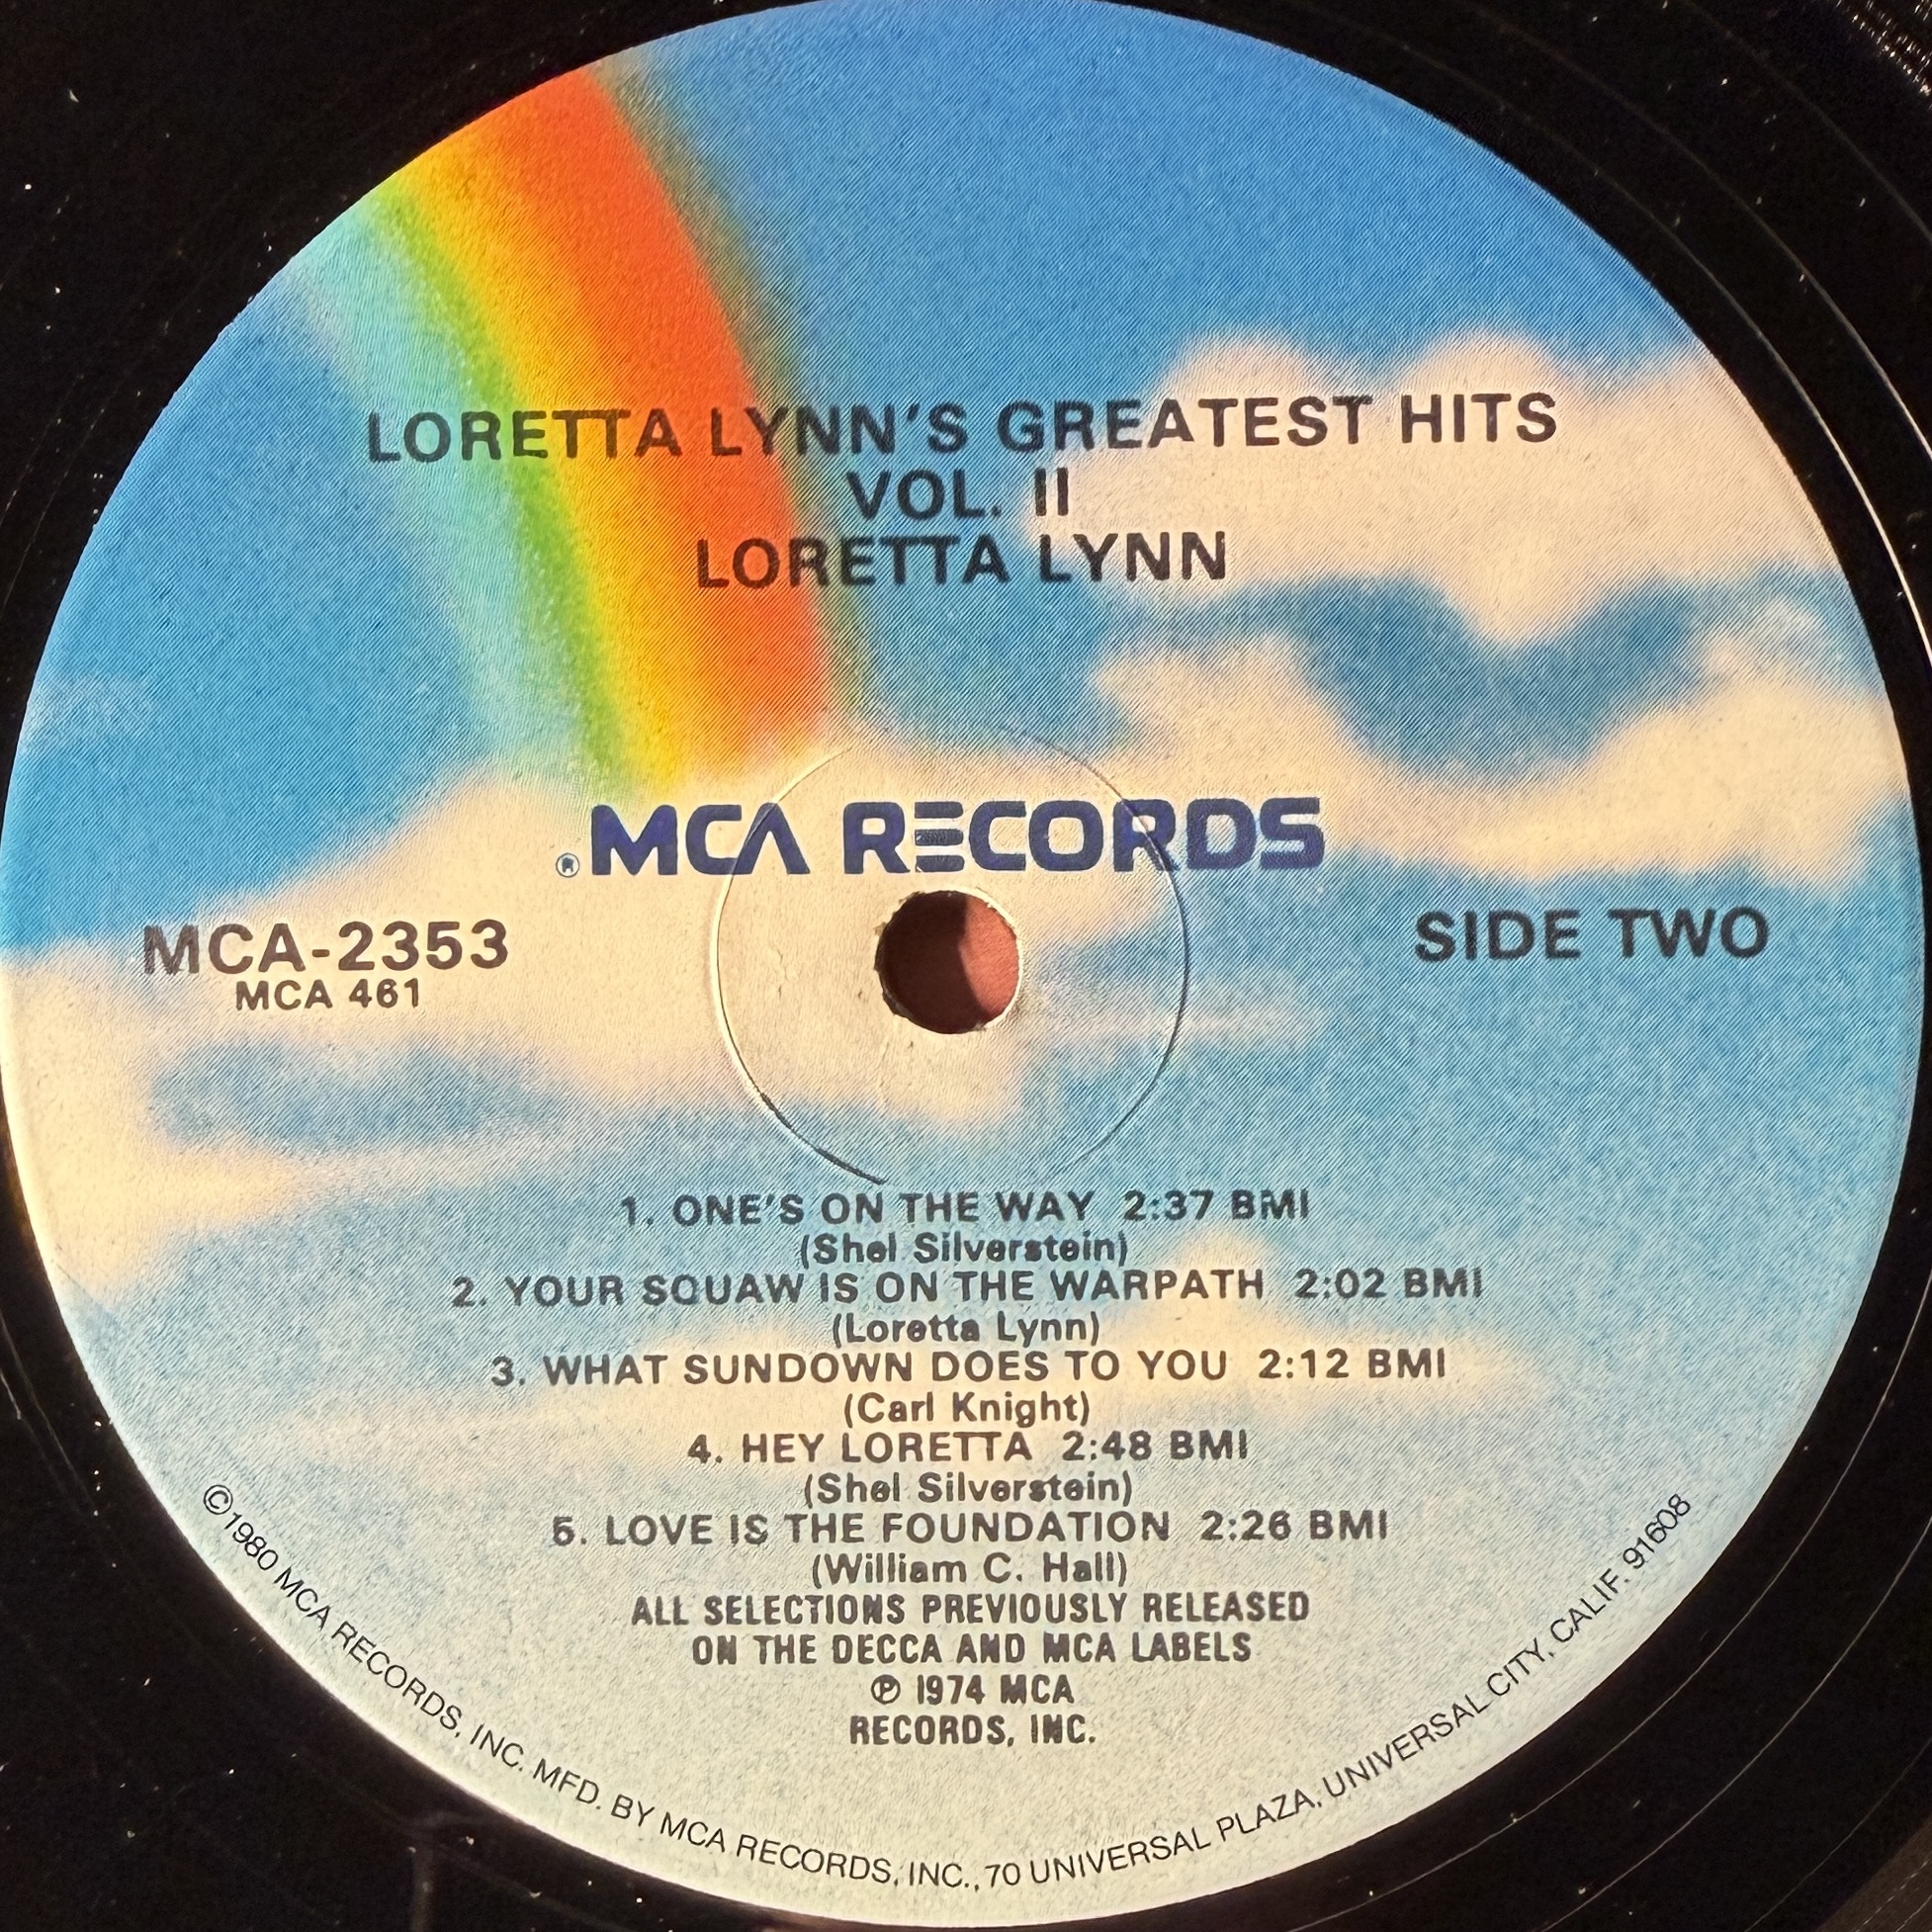 LORETTA LYNN'S GREATEST HITS
VOL. II
LORETTA LYNN
® MCA RECORDS
MCA-2353
MCA 461
SIDE TWO
1. ONE'S ON THE WAY 2:37 BMI
(Shel Silverstein)
2. YOUR SQUAW IS ON THE WARPATH 2:02 BMI
(Loretta Lynn)
3. WHAT SUNDOWN DOES TO YOU 2:12 BMI
(Carl Knight)
4. HEY LORETTA 2:48 BMI
(Shel Silverstein)
5. LOVE IS THE FOUNDATION 2:26 BMI
(William C. Hall)
ALL SELECTIONS PREVIOUSLY RELEASED
ON THE DECCA AND MCA LABELS
℗ 1974 MCA
RECORDS, INC.
©1980 MCA RECORDS, INC. MFD. BY MCA RECORDS, INC., 70 UNIVERSAL PLAZA, UNIVERSAL CITY, CALIF. 91608